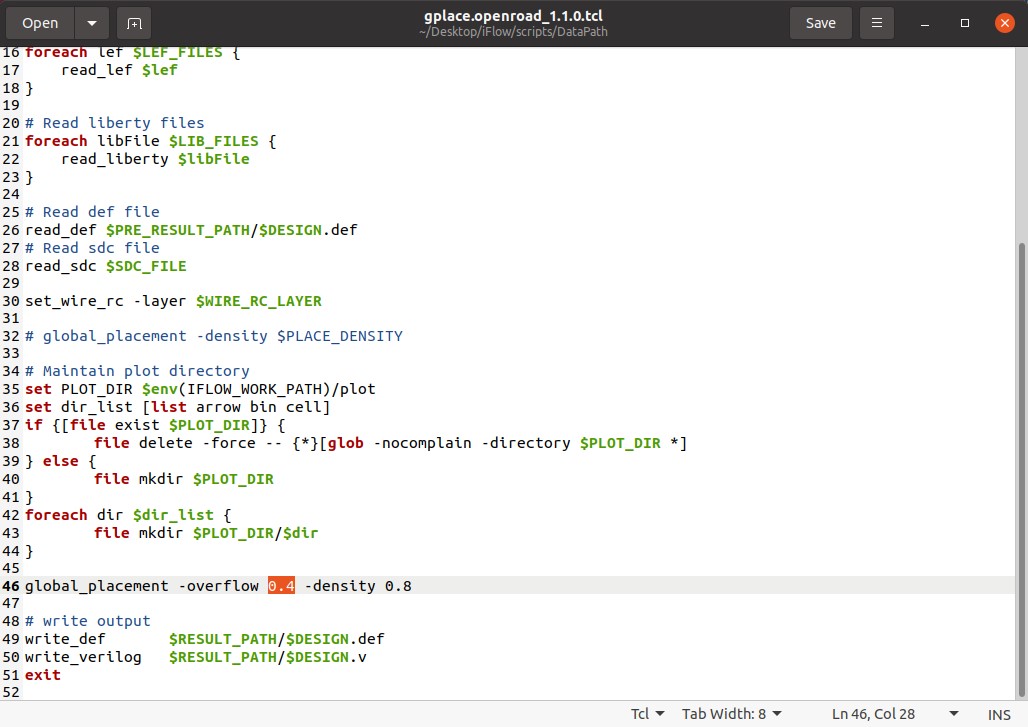 Open
gplace.openroad_1.1.0.tcl
~/Desktop/iFlow/scripts/DataPath
Save
16 foreach lef $LEF_FILES {
17     read_lef $lef
18 }
19
20 # Read liberty files
21 foreach libFile $LIB_FILES {
22     read_liberty $libFile
23 }
24
25 # Read def file
26 read_def $PRE_RESULT_PATH/$DESIGN.def
27 # Read sdc file
28 read_sdc $SDC_FILE
29
30 set_wire_rc -layer $WIRE_RC_LAYER
31
32 # global_placement -density $PLACE_DENSITY
33
34 # Maintain plot directory
35 set PLOT_DIR $env(IFLOW_WORK_PATH)/plot
36 set dir_list [list arrow bin cell]
37 if {[file exist $PLOT_DIR]} {
38         file delete -force -- {*}[glob -nocomplain -directory $PLOT_DIR *]
39 } else {
40         file mkdir $PLOT_DIR
41 }
42 foreach dir $dir_list {
43         file mkdir $PLOT_DIR/$dir
44 }
45
46 global_placement -overflow 0.4 -density 0.8
47
48 # write output
49 write_def       $RESULT_PATH/$DESIGN.def
50 write_verilog   $RESULT_PATH/$DESIGN.v
51 exit
52
Tcl Tab Width: 8 Ln 46, Col 28 INS